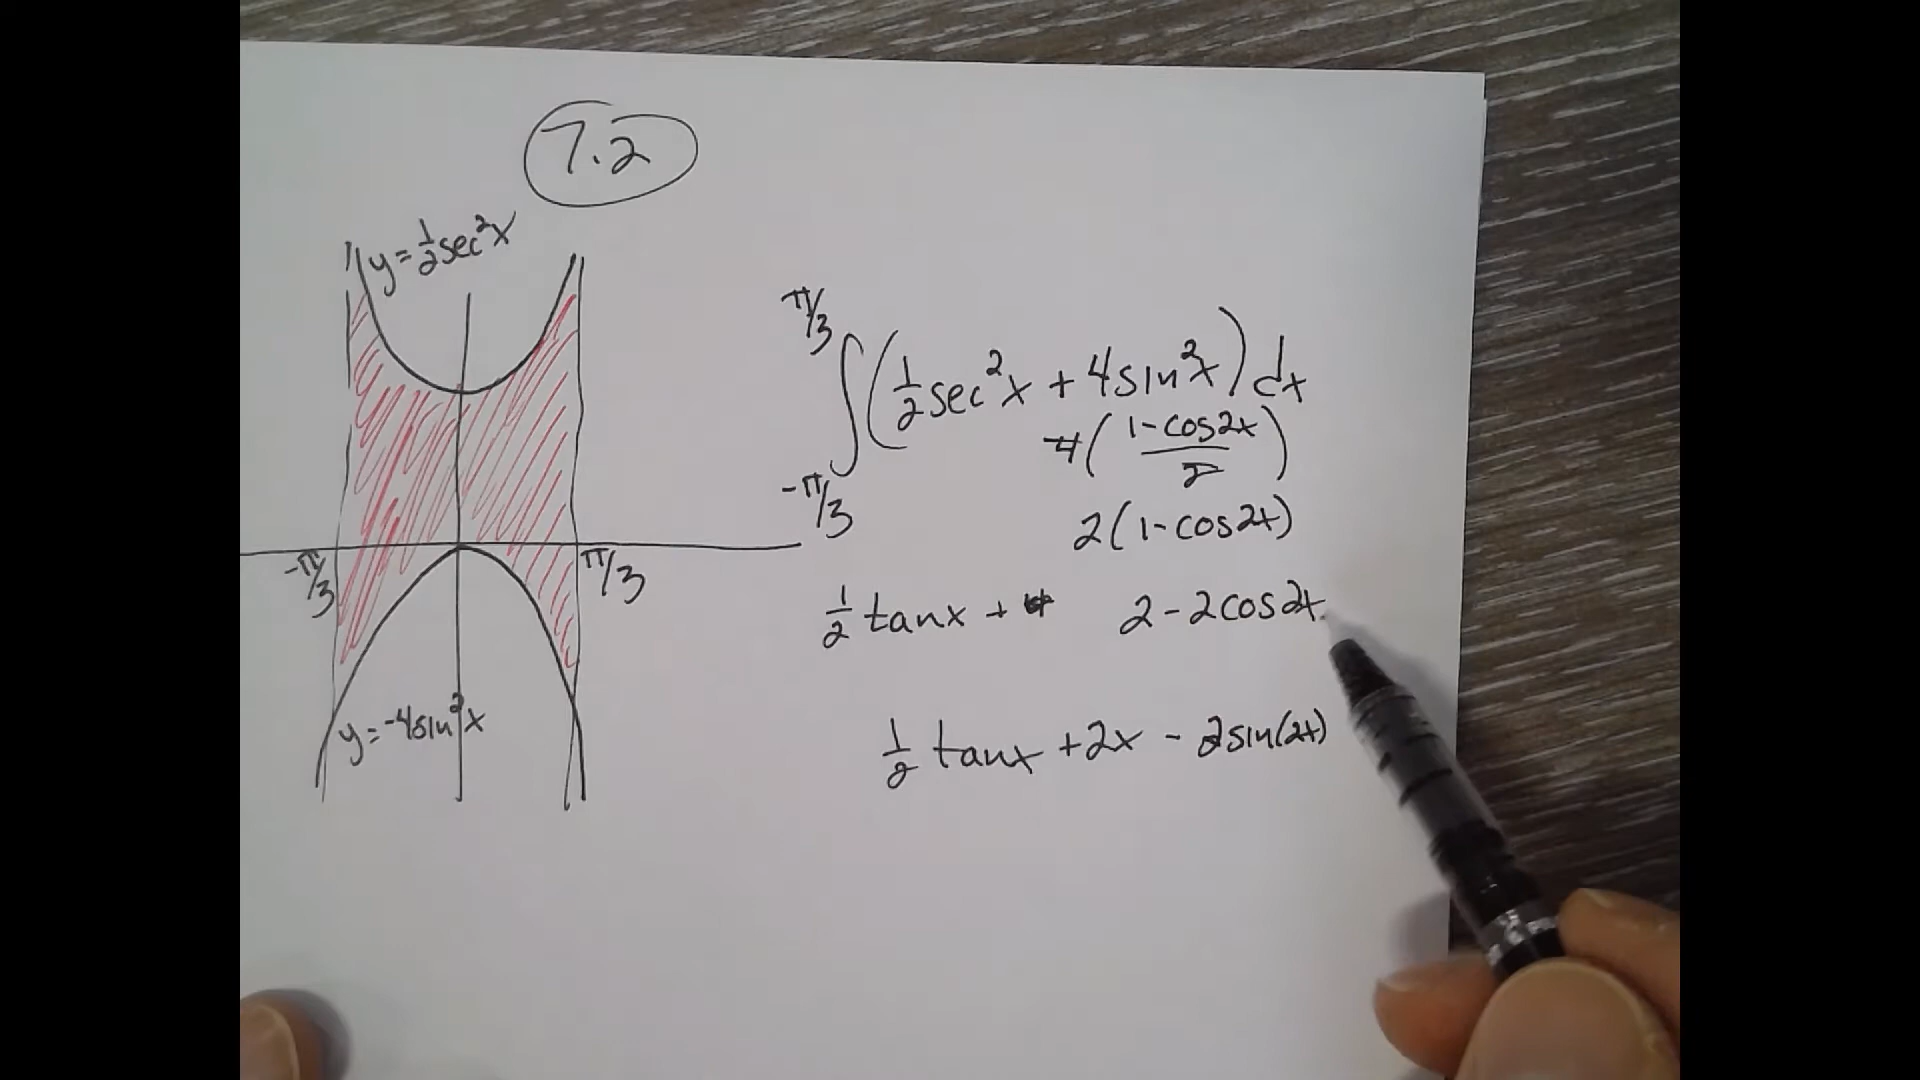 7.2
y = 1/2 sec²x
-π/3
π/3
y = -4sin²x
∫_{-π/3}^{π/3} (1/2 sec²x + 4sin²x) dx
4((1-cos2x)/2)
2(1-cos2x)
1/2 tanx + 2-2cos2x
1/2 tanx +2x - 2sin(2x)